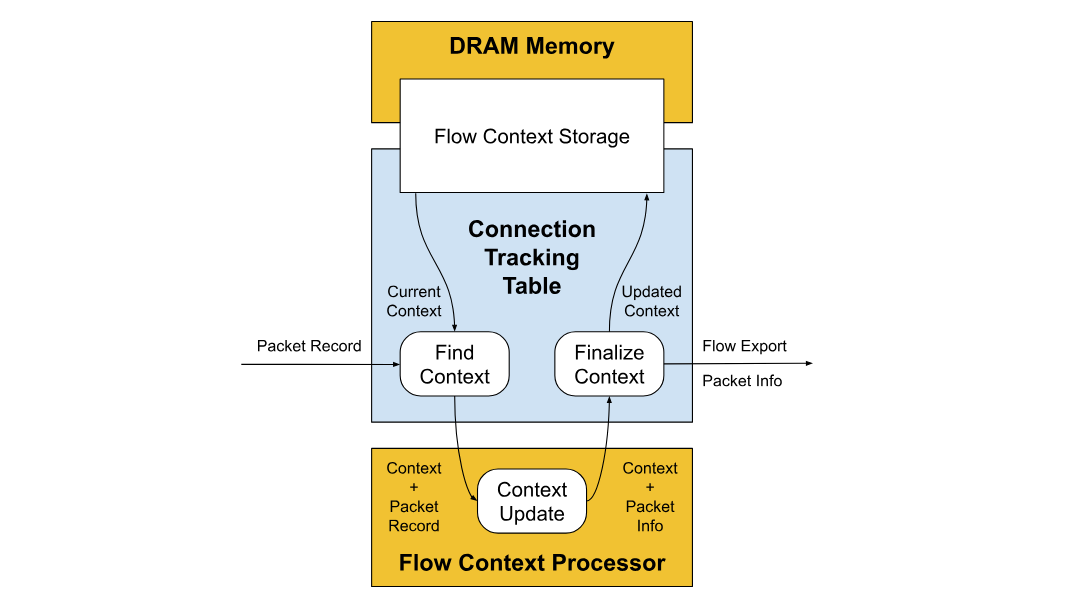 DRAM Memory
Flow Context Storage
Connection
Tracking
Table
Current
Context
Updated
Context
Packet Record
Find
Context
Finalize
Context
Flow Export
Packet Info
Context
+
Packet
Record
Context
Update
Context
+
Packet
Info
Flow Context Processor